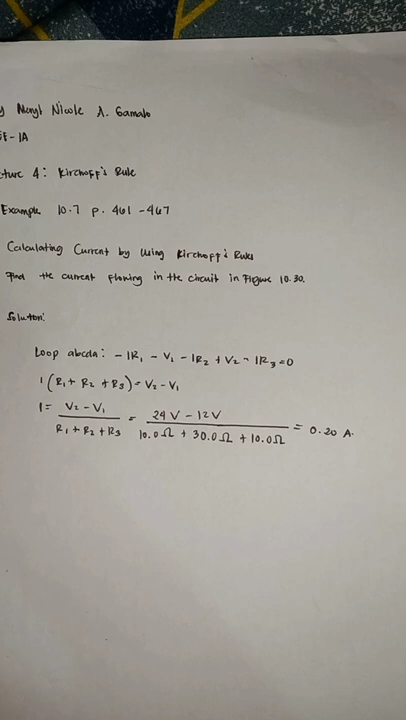 Nicole A. Gamalo
- 1A
4: Kirchoff's Rule
Example 10.7 p. 461 - 467
Calculating Current by Using Kirchoff's Rules
Find the current flowing in the circuit in Figure 10.30.
Solution:
Loop abcda: - IR₁ - V₁ - IR₂ + V₂ - IR₃ = 0
I (R₁ + R₂ + R₃) = V₂ - V₁
I = V₂ - V₁ / R₁ + R₂ + R₃ = 24 V - 12 V / 10.0 Ω + 30.0 Ω + 10.0 Ω = 0.20 A.